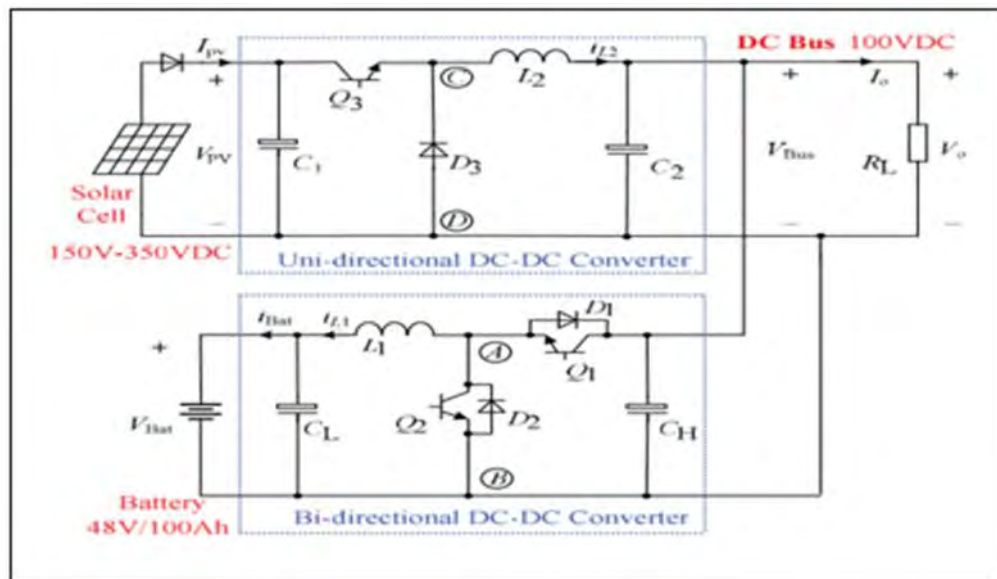 DC Bus 100VDC
I_PV
i_L2
I_o
+
+
+
L_2
Q_3
C
V_PV
C_1
D_3
C_2
V_Bus
R_L
V_o
Solar
Cell
–
D
–
–
150V-350VDC
Uni-directional DC-DC Converter
i_Bat
i_L1
D_1
+
L_1
A
Q_1
V_Bat
C_L
Q_2
D_2
C_H
B
Battery
48V/100Ah
Bi-directional DC-DC Converter